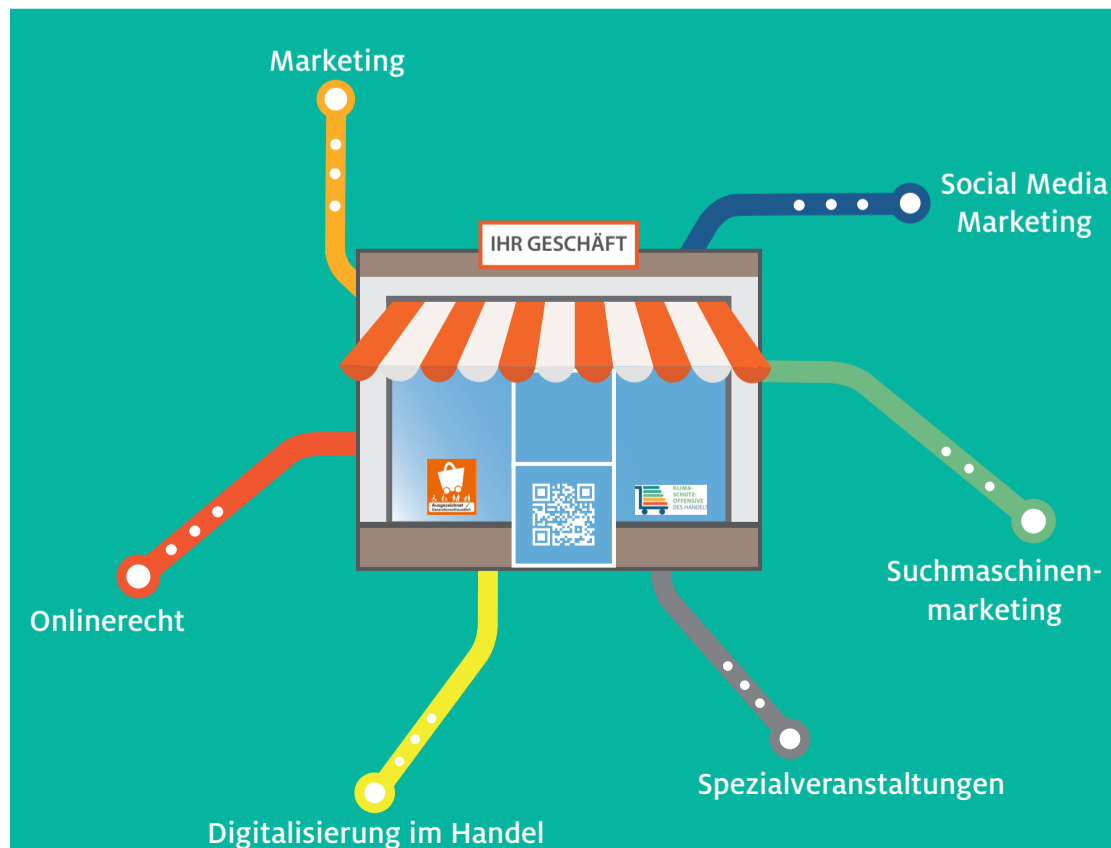 Marketing
Social Media
Marketing
IHR GESCHÄFT
Ausgezeichnet ✓
Generationenfreundlich
KLIMA-
SCHUTZ-
OFFENSIVE
DES HANDELS
Suchmaschinen-
marketing
Onlinerecht
Spezialveranstaltungen
Digitalisierung im Handel